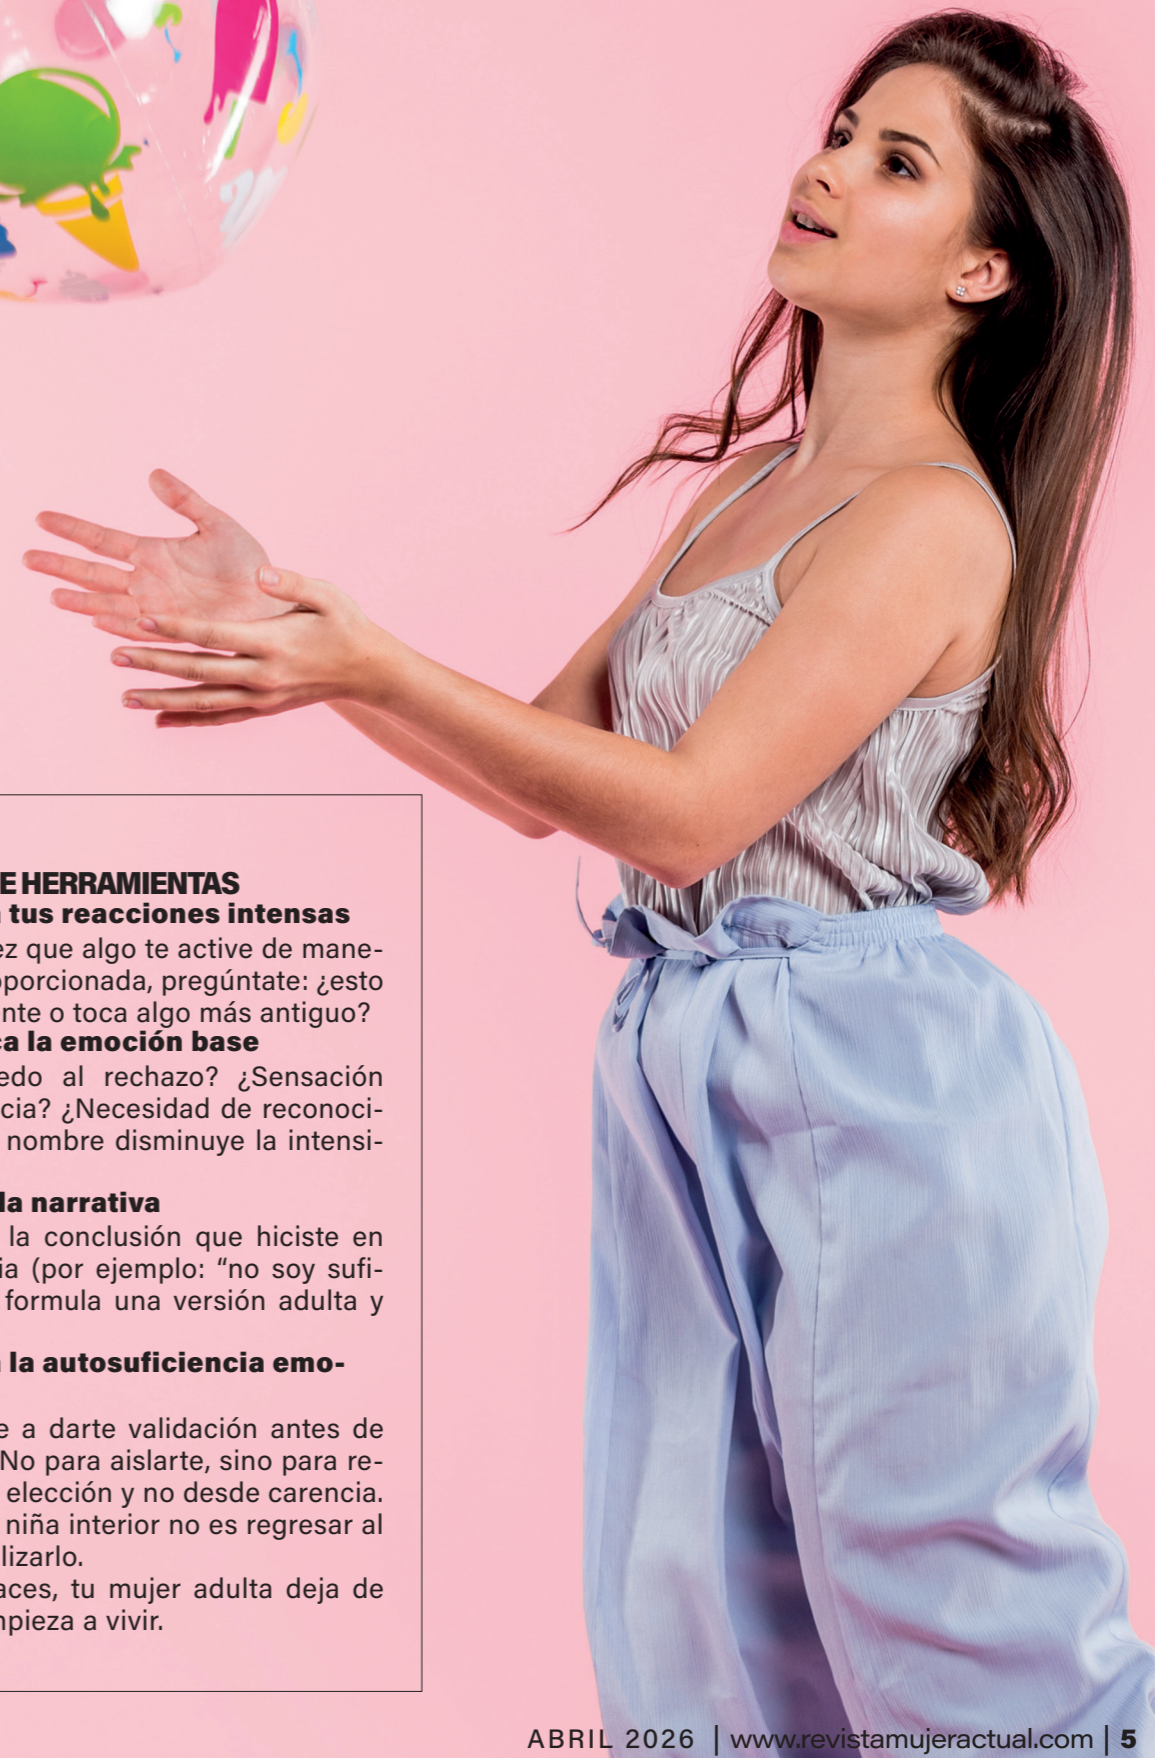 E HERRAMIENTAS
tus reacciones intensas
ez que algo te active de mane-
porcionada, pregúntate: ¿esto
nte o toca algo más antiguo?
ca la emoción base
edo al rechazo? ¿Sensación
cia? ¿Necesidad de reconoci-
nombre disminuye la intensi-
la narrativa
la conclusión que hiciste en
ia (por ejemplo: “no soy sufi-
formula una versión adulta y
la autosuficiencia emo-
e a darte validación antes de
No para aislarte, sino para re-
elección y no desde carencia.
niña interior no es regresar al
lizarlo.
aces, tu mujer adulta deja de
mpieza a vivir.
ABRIL 2026 | www.revistamujeractual.com | 5